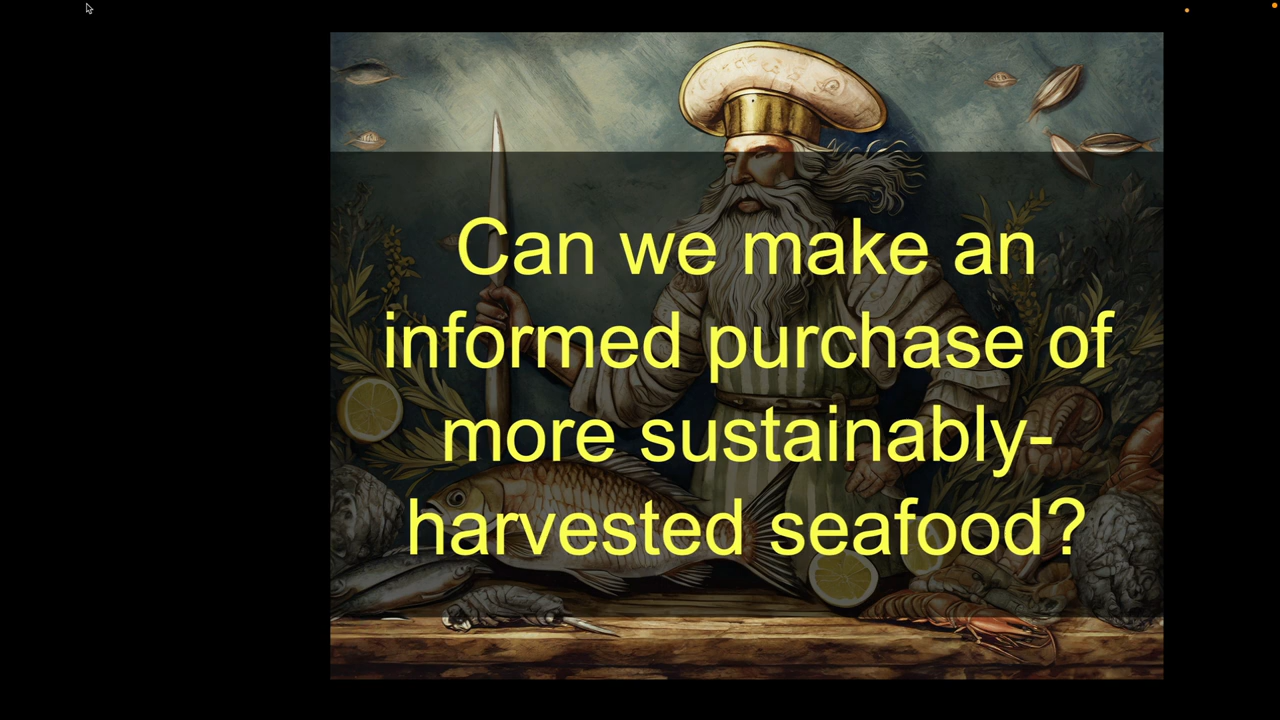 Can we make an
informed purchase of
more sustainably-
harvested seafood?